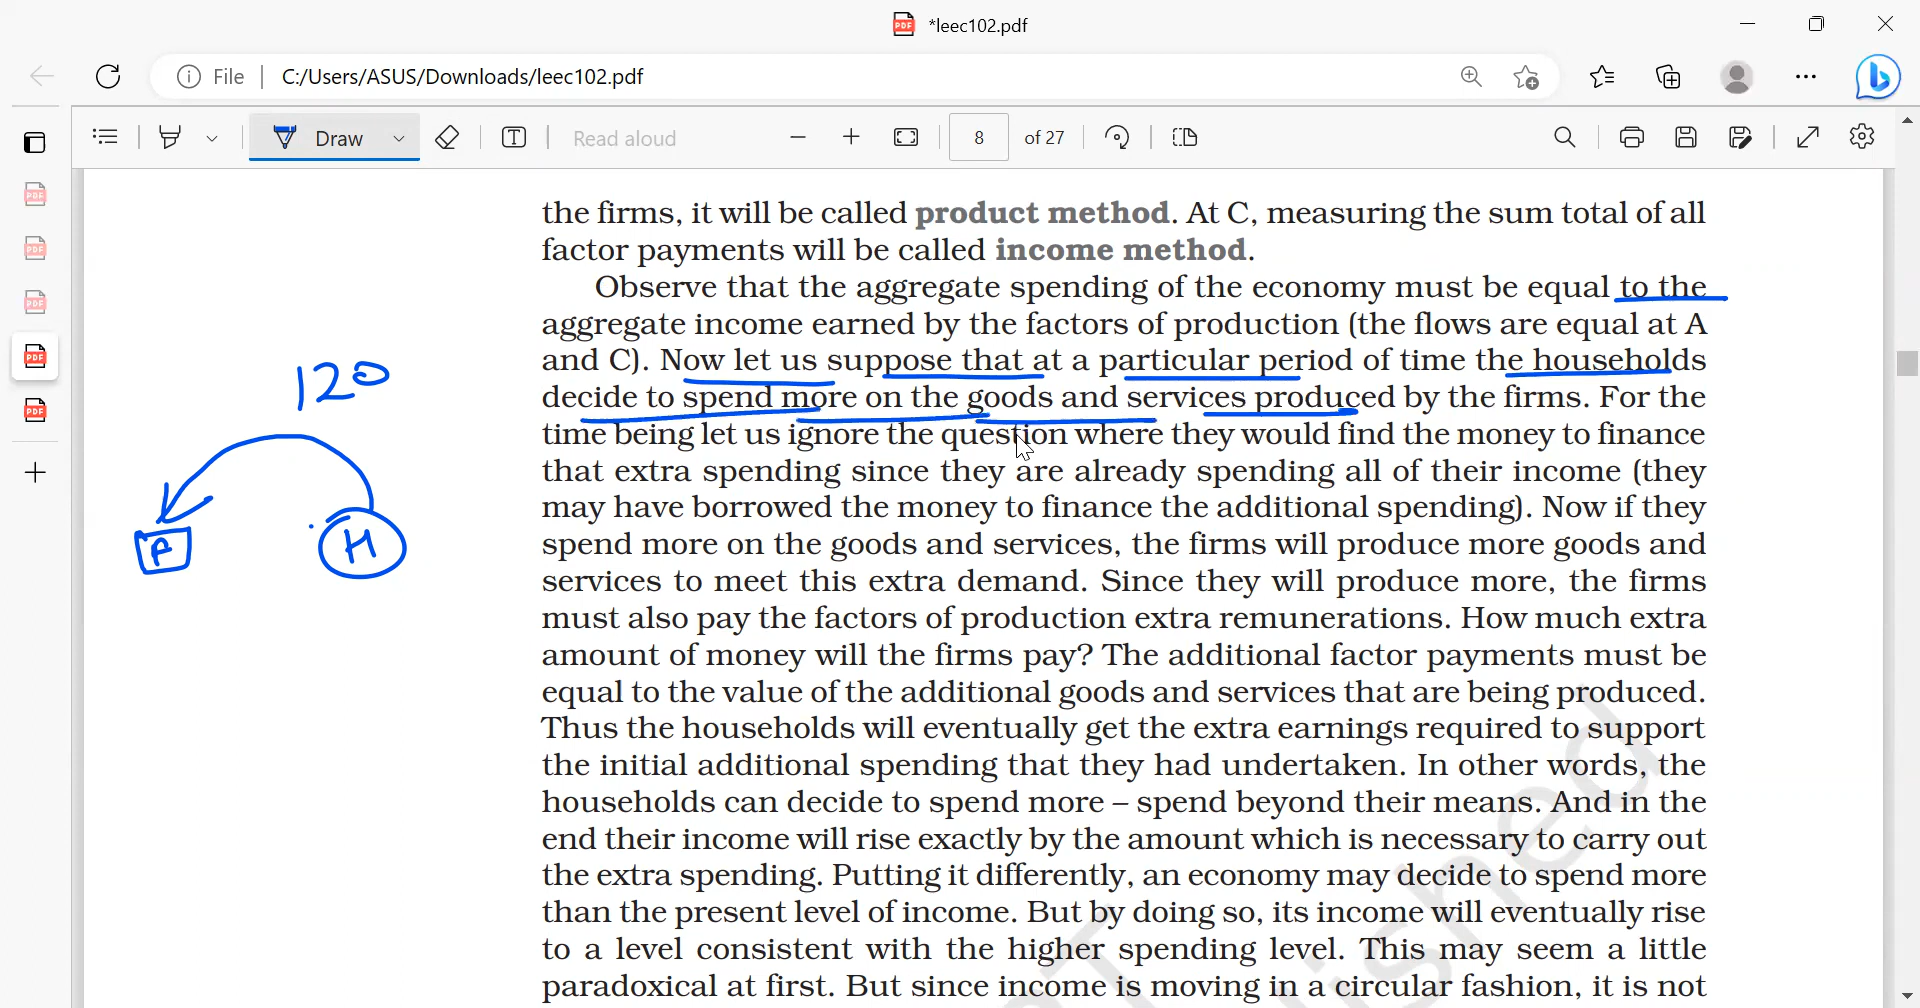 *leec102.pdf
File
C:/Users/ASUS/Downloads/leec102.pdf
Draw
Read aloud
8
of 27
the firms, it will be called product method. At C, measuring the sum total of all
factor payments will be called income method.
Observe that the aggregate spending of the economy must be equal to the
aggregate income earned by the factors of production (the flows are equal at A
and C). Now let us suppose that at a particular period of time the households
decide to spend more on the goods and services produced by the firms. For the
time being let us ignore the question where they would find the money to finance
that extra spending since they are already spending all of their income (they
may have borrowed the money to finance the additional spending). Now if they
spend more on the goods and services, the firms will produce more goods and
services to meet this extra demand. Since they will produce more, the firms
must also pay the factors of production extra remunerations. How much extra
amount of money will the firms pay? The additional factor payments must be
equal to the value of the additional goods and services that are being produced.
Thus the households will eventually get the extra earnings required to support
the initial additional spending that they had undertaken. In other words, the
households can decide to spend more – spend beyond their means. And in the
end their income will rise exactly by the amount which is necessary to carry out
the extra spending. Putting it differently, an economy may decide to spend more
than the present level of income. But by doing so, its income will eventually rise
to a level consistent with the higher spending level. This may seem a little
paradoxical at first. But since income is moving in a circular fashion, it is not
120
F
H